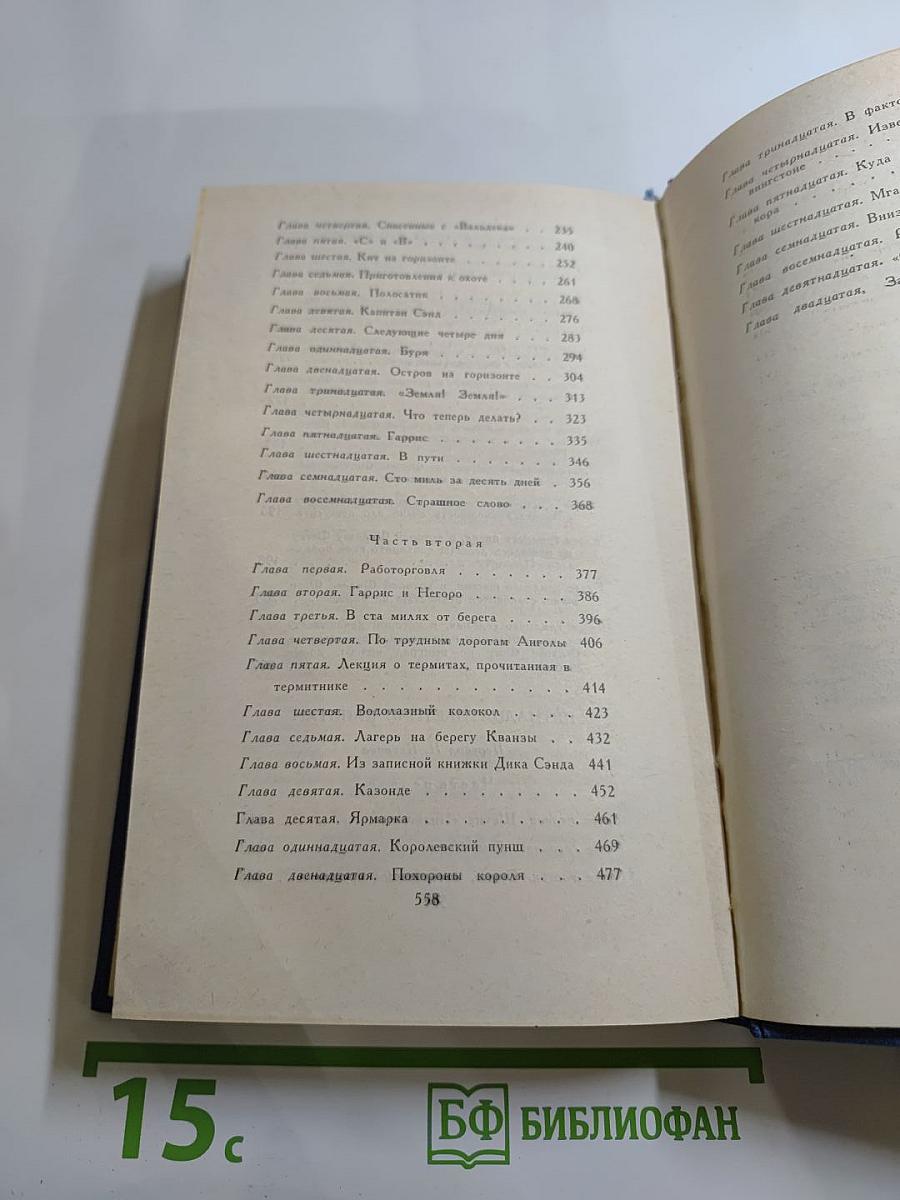 Глава четвертая. Спасенные с «Вальдека» . . 235
Глава пятая. «С» и «В» . . . . . . . . 240
Глава шестая. Кит на горизонте . . . . . . 252
Глава седьмая. Приготовления к охоте . . . . 261
Глава восьмая. Полосатик . . . . . . . 268
Глава девятая. Капитан Сэнд . . . . . . . 276
Глава десятая. Следующие четыре дня . . . 283
Глава одиннадцатая. Буря . . . . . . . . 294
Глава двенадцатая. Остров на горизонте . . 304
Глава тринадцатая. «Земля! Земля!» . . . 313
Глава четырнадцатая. Что теперь делать? . . 323
Глава пятнадцатая. Гаррис . . . . . . . . 335
Глава шестнадцатая. В пути . . . . . . . 346
Глава семнадцатая. Сто миль за десять дней . 356
Глава восемнадцатая. Страшное слово . . . 368
Часть вторая
Глава первая. Работорговля . . . . . . . 377
Глава вторая. Гаррис и Негоро . . . . . . 386
Глава третья. В ста милях от берега . . . . 396
Глава четвертая. По трудным дорогам Анголы 406
Глава пятая. Лекция о термитах, прочитанная в
термитнике . . . . . . . . . . . . 414
Глава шестая. Водолазный колокол . . . . 423
Глава седьмая. Лагерь на берегу Кванзы . . 432
Глава восьмая. Из записной книжки Дика Сэнда 441
Глава девятая. Казонде . . . . . . . . . 452
Глава десятая. Ярмарка . . . . . . . . . 461
Глава одиннадцатая. Королевский пунш . . . 469
Глава двенадцатая. Похороны короля . . . 477
558
Глава тринадцатая. В
Глава четырнадцатая.
вингстоне . . . .
Глава пятнадцатая. Куда
кора . . . . .
Глава шестнадцатая.
Глава семнадцатая. Вниз
Глава восемнадцатая.
Глава девятнадцатая.
Глава двадцатая.
15 с
БФ БИБЛИОФАН